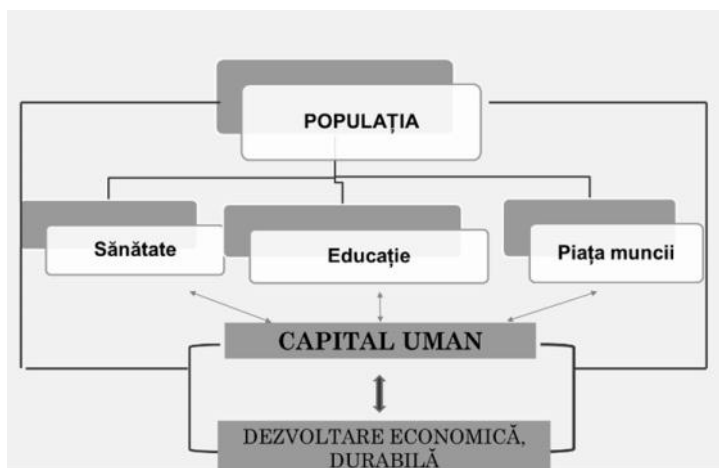 POPULAȚIA
Sănătate
Educație
Piața muncii
CAPITAL UMAN
DEZVOLTARE ECONOMICĂ,
DURABILĂ